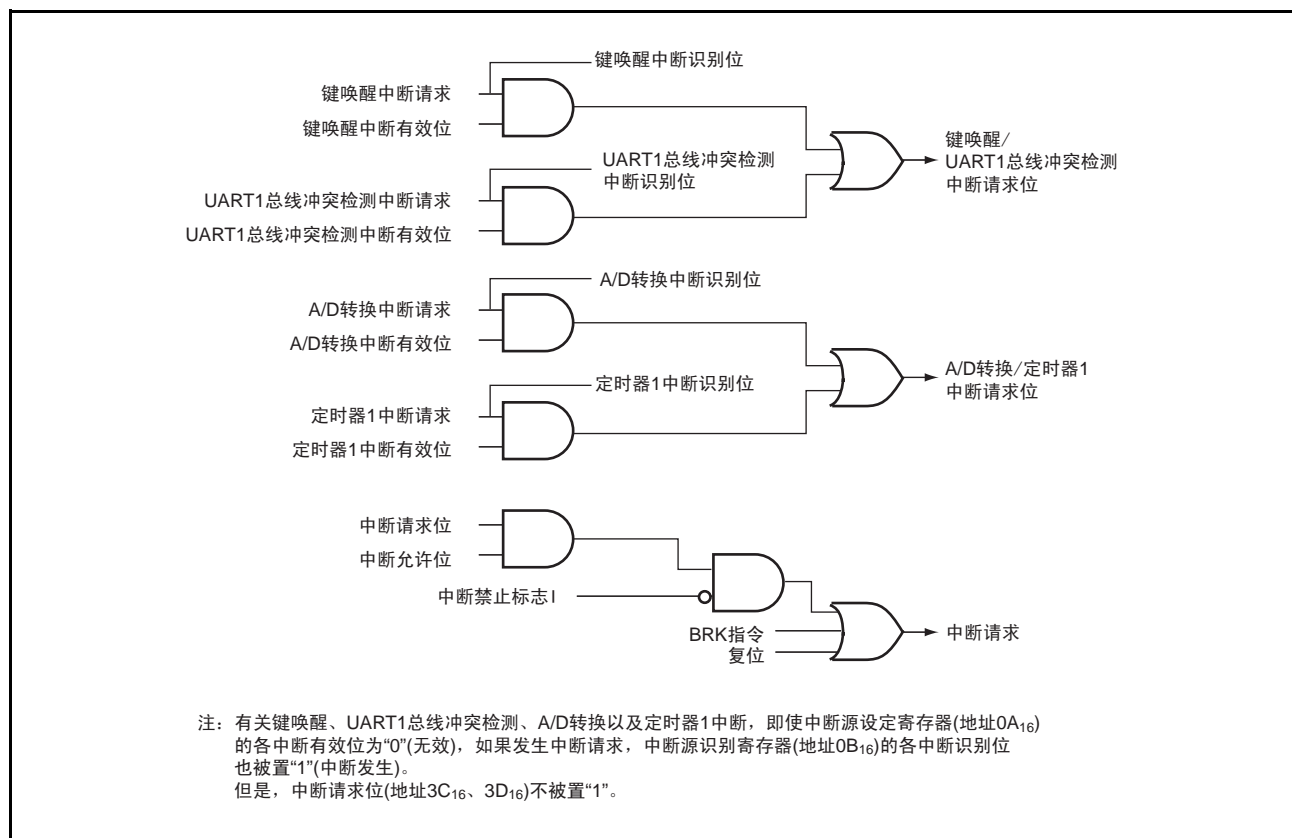 键唤醒中断识别位
键唤醒中断请求
键唤醒中断有效位
键唤醒/
UART1总线冲突检测
中断请求位
UART1总线冲突检测
中断识别位
UART1总线冲突检测中断请求
UART1总线冲突检测中断有效位
A/D转换中断识别位
A/D转换中断请求
A/D转换中断有效位
A/D转换/定时器1
中断请求位
定时器1中断识别位
定时器1中断请求
定时器1中断有效位
中断请求位
中断允许位
中断禁止标志I
BRK指令
复位
中断请求
注：有关键唤醒、UART1总线冲突检测、A/D转换以及定时器1中断，即使中断源设定寄存器(地址0A₁₆)
的各中断有效位为“0”(无效)，如果发生中断请求，中断源识别寄存器(地址0B₁₆)的各中断识别位
也被置“1”(中断发生)。
但是，中断请求位(地址3C₁₆、3D₁₆)不被置“1”。